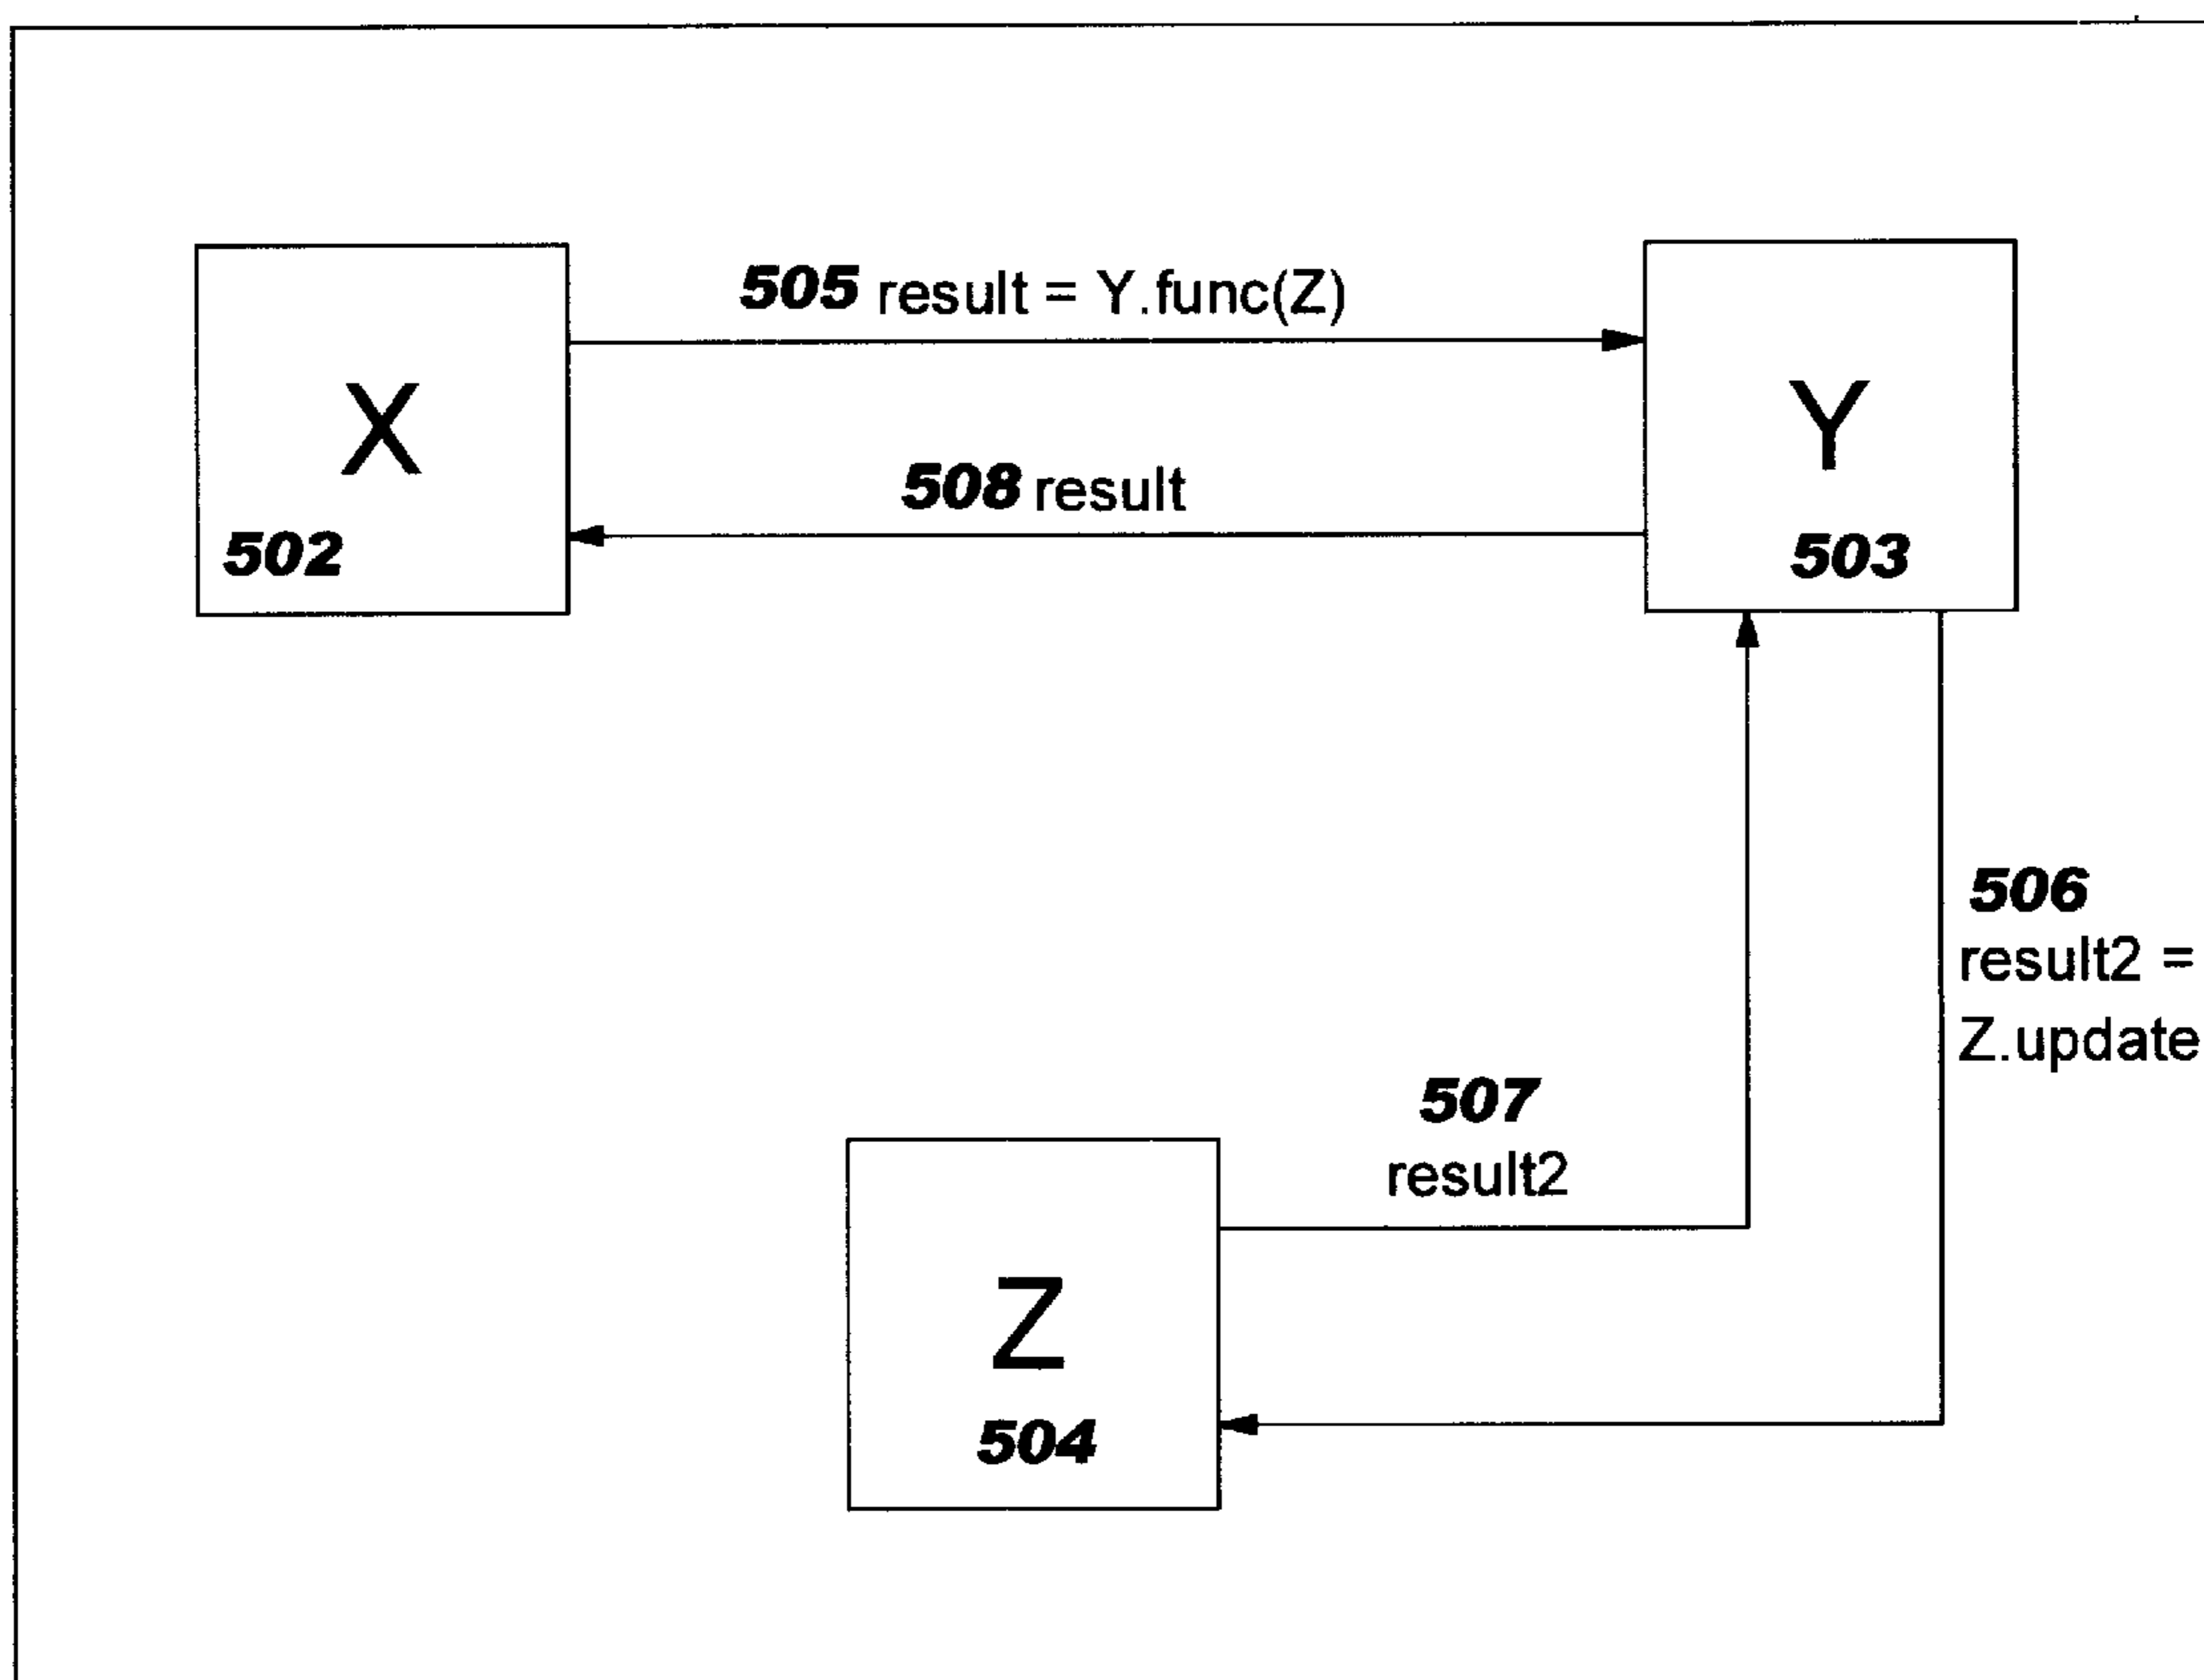 505 result = Y.func(Z)
X
Y
508 result
502
503
506
result2 =
Z.update
507
result2
Z
504